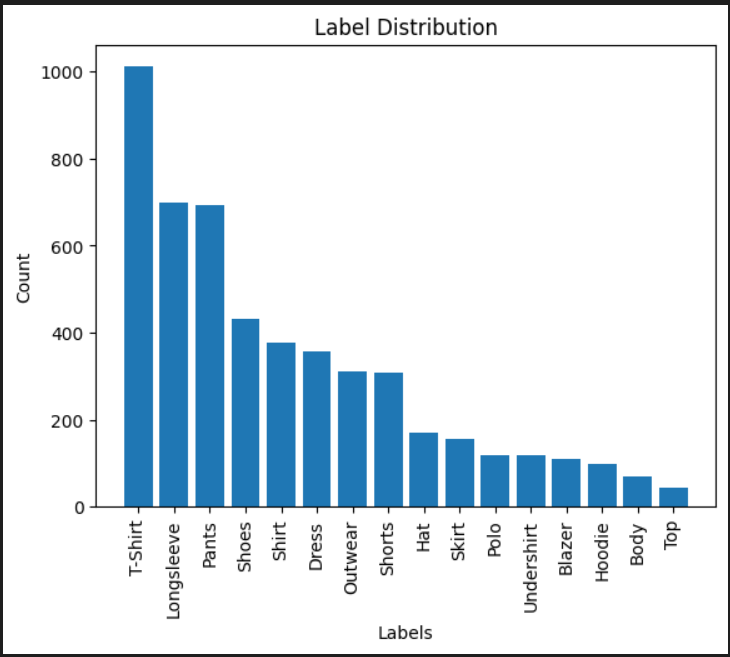 Label Distribution
1000
800
600
400
200
0
Count
T-Shirt
Longsleeve
Pants
Shoes
Shirt
Dress
Outwear
Shorts
Hat
Skirt
Polo
Undershirt
Blazer
Hoodie
Body
Top
Labels